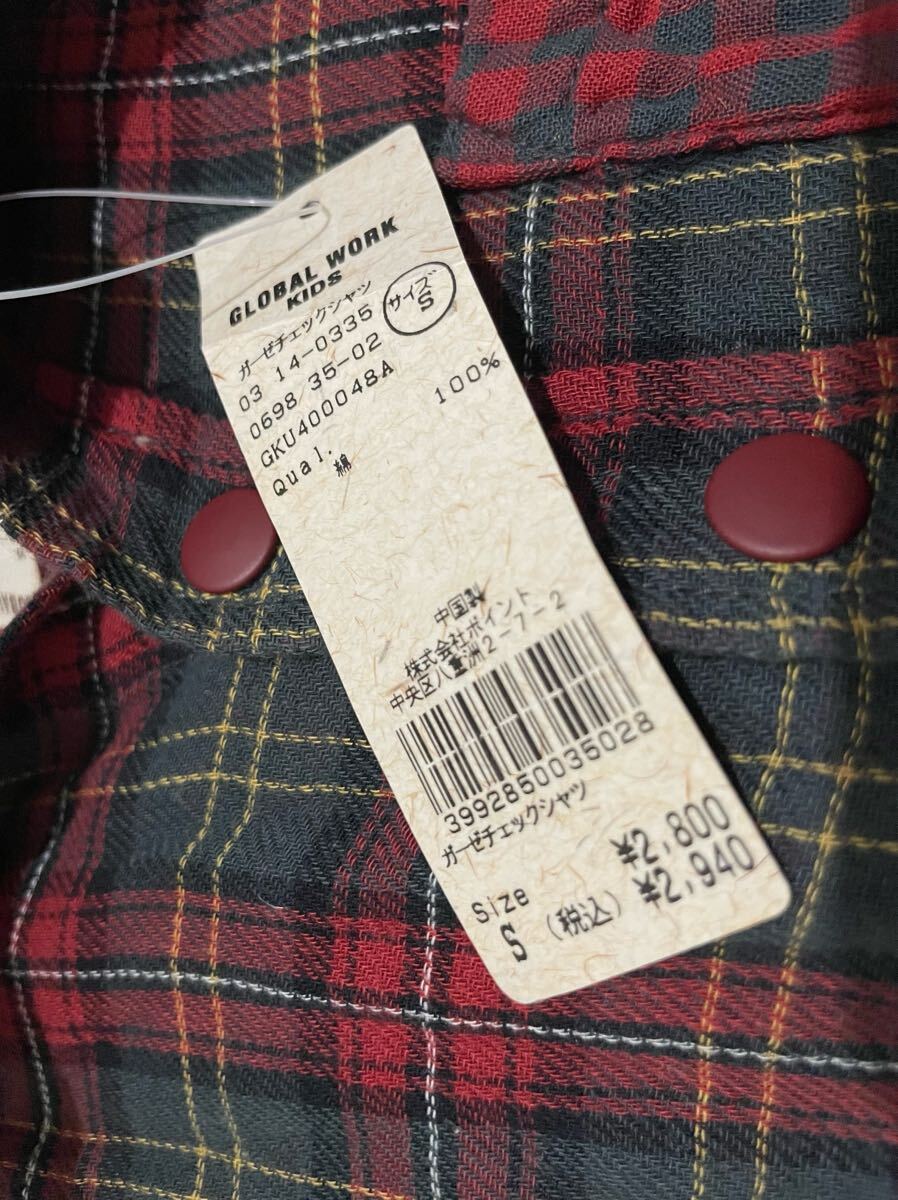 GLOBAL WORK
KIDS
ガーゼチェックシャツ
03 14-0335
サイズ
S
0698 35-02
GKU400048A
Qual.
綿 100%
中国製
株式会社ポイント
中央区八重洲2-7-2
3992850035028
ガーゼチェックシャツ
¥2,800
Size
S (税込) ¥2,940